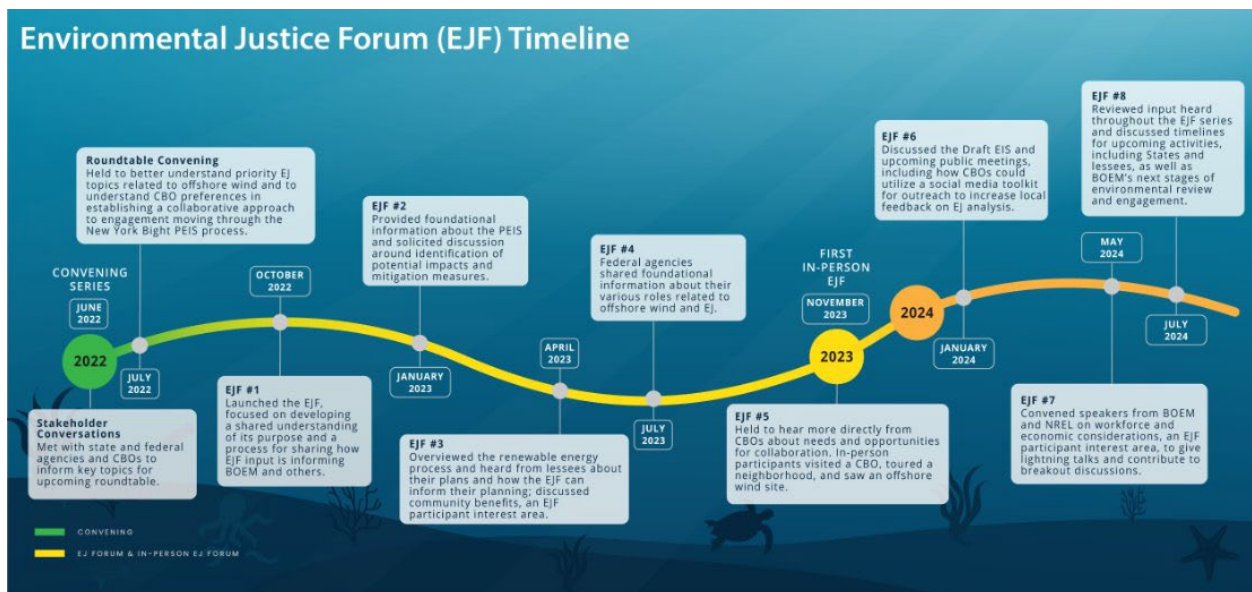 Environmental Justice Forum (EJF) Timeline
CONVENING
SERIES
JUNE
2022
2022
Stakeholder
Conversations
Met with state and federal
agencies and CBOs to
inform key topics for
upcoming roundtable.
Roundtable Convening
Held to better understand priority EJ
topics related to offshore wind and to
understand CBO preferences in
establishing a collaborative approach
to engagement moving through the
New York Bight PEIS process.
JULY
2022
OCTOBER
2022
EJF #1
Launched the EJF,
focused on developing
a shared understanding
of its purpose and a
process for sharing how
EJF input is informing
BOEM and others.
EJF #2
Provided foundational
information about the PEIS
and solicited discussion
around identification of
potential impacts and
mitigation measures.
JANUARY
2023
APRIL
2023
EJF #3
Overviewed the renewable energy
process and heard from lessees about
their plans and how the EJF can
inform their planning; discussed
community benefits, an EJF
participant interest area.
EJF #4
Federal agencies
shared foundational
information about their
various roles related to
offshore wind and EJ.
JULY
2023
FIRST
IN-PERSON
EJF
NOVEMBER
2023
2023
EJF #5
Held to hear more directly from
CBOs about needs and opportunities
for collaboration. In-person
participants visited a CBO, toured a
neighborhood, and saw an offshore
wind site.
2024
EJF #6
Discussed the Draft EIS and
upcoming public meetings,
including how CBOs could
utilize a social media toolkit
for outreach to increase local
feedback on EJ analysis.
JANUARY
2024
MAY
2024
EJF #7
Convened speakers from BOEM
and NREL on workforce and
economic considerations, an EJF
participant interest area, to give
lightning talks and contribute to
breakout discussions.
EJF #8
Reviewed input heard
throughout the EJF series
and discussed timelines
for upcoming activities,
including States and
lessees, as well as
BOEM's next stages of
environmental review
and engagement.
JULY
2024
CONVENING
EJ FORUM & IN-PERSON EJ FORUM